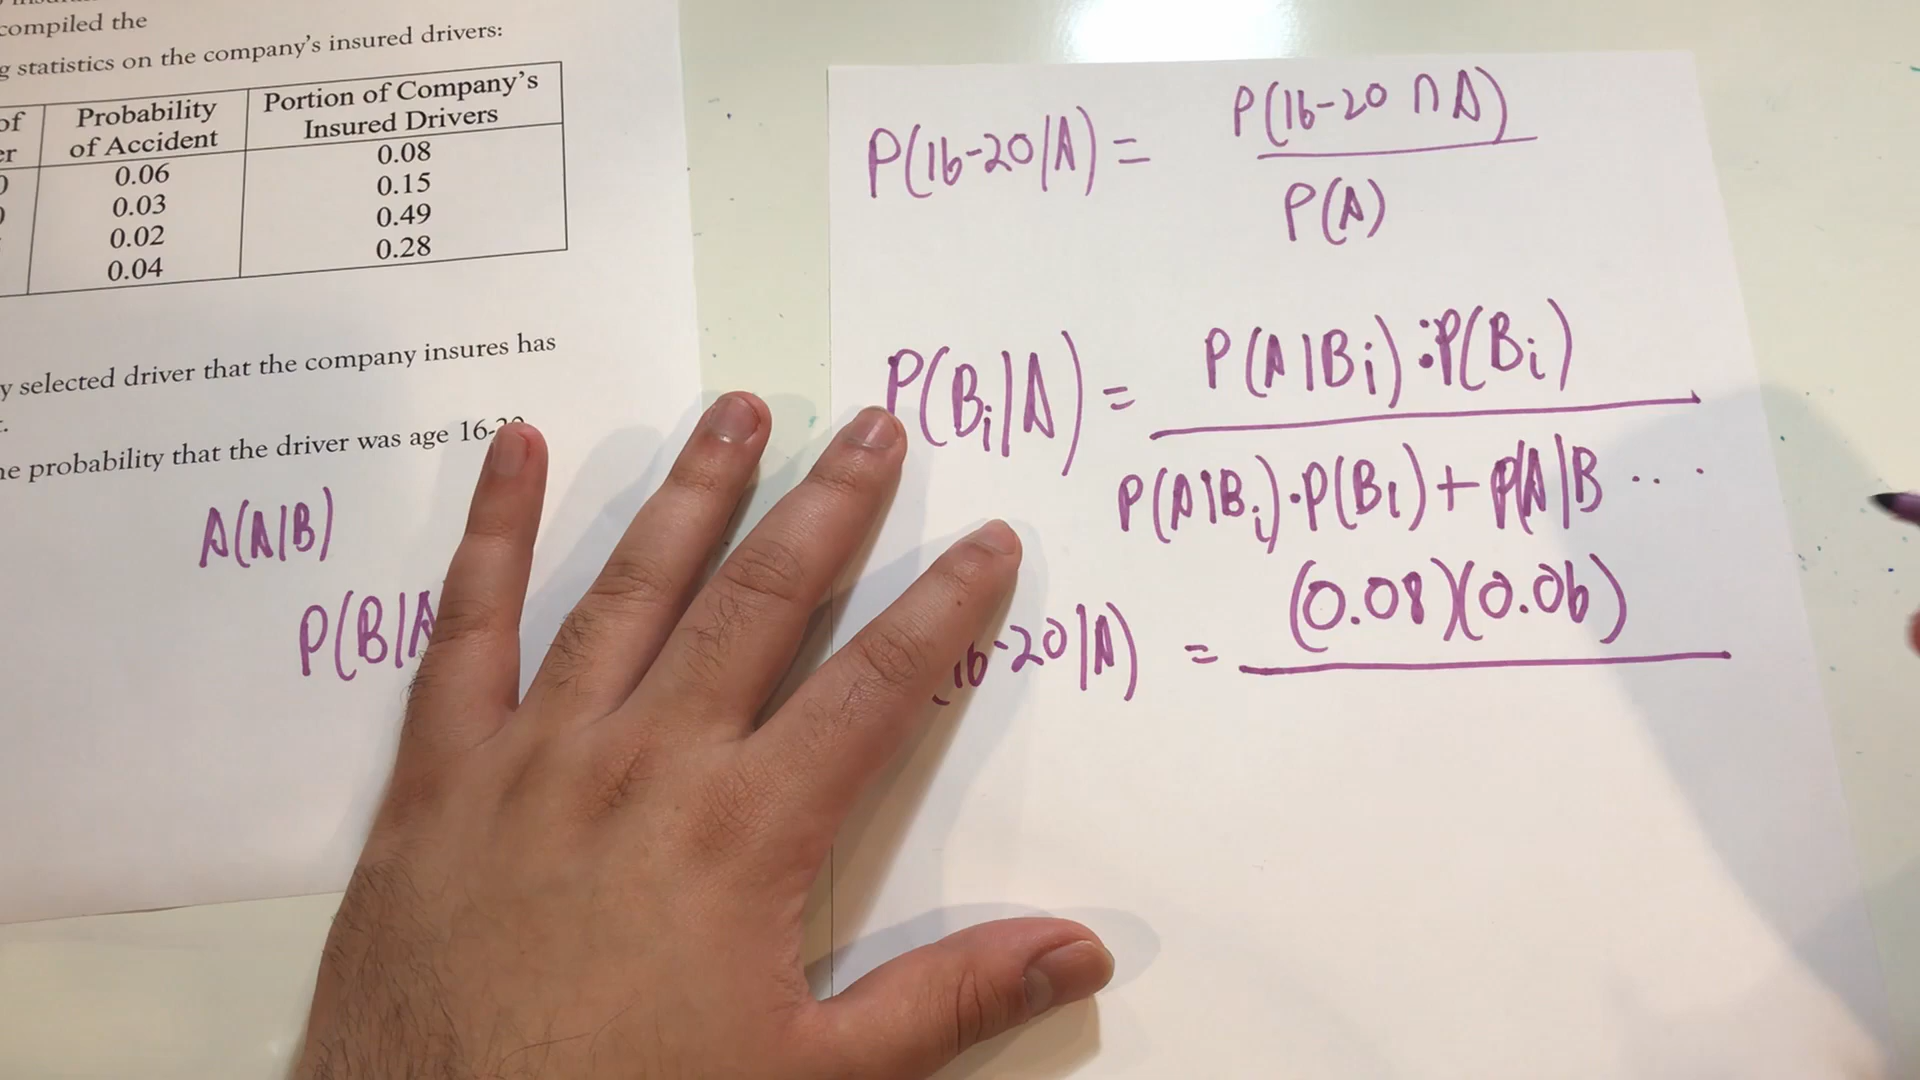 compiled the
statistics on the company's insured drivers:
of Probability Portion of Company's
er of Accident Insured Drivers
0 0.06 0.08
0 0.03 0.15
0.02 0.49
0.04 0.28
y selected driver that the company insures has
probability that the driver was age 16-
A(A|B)
P(B|A
P(16-20|A) = P(16-20 ∩ A)
P(A)
P(Bi|A) = P(A|Bi) · P(Bi)
P(A|Bi) · P(Bi) + P(A|B ...
16-20|A) = (0.08)(0.06)